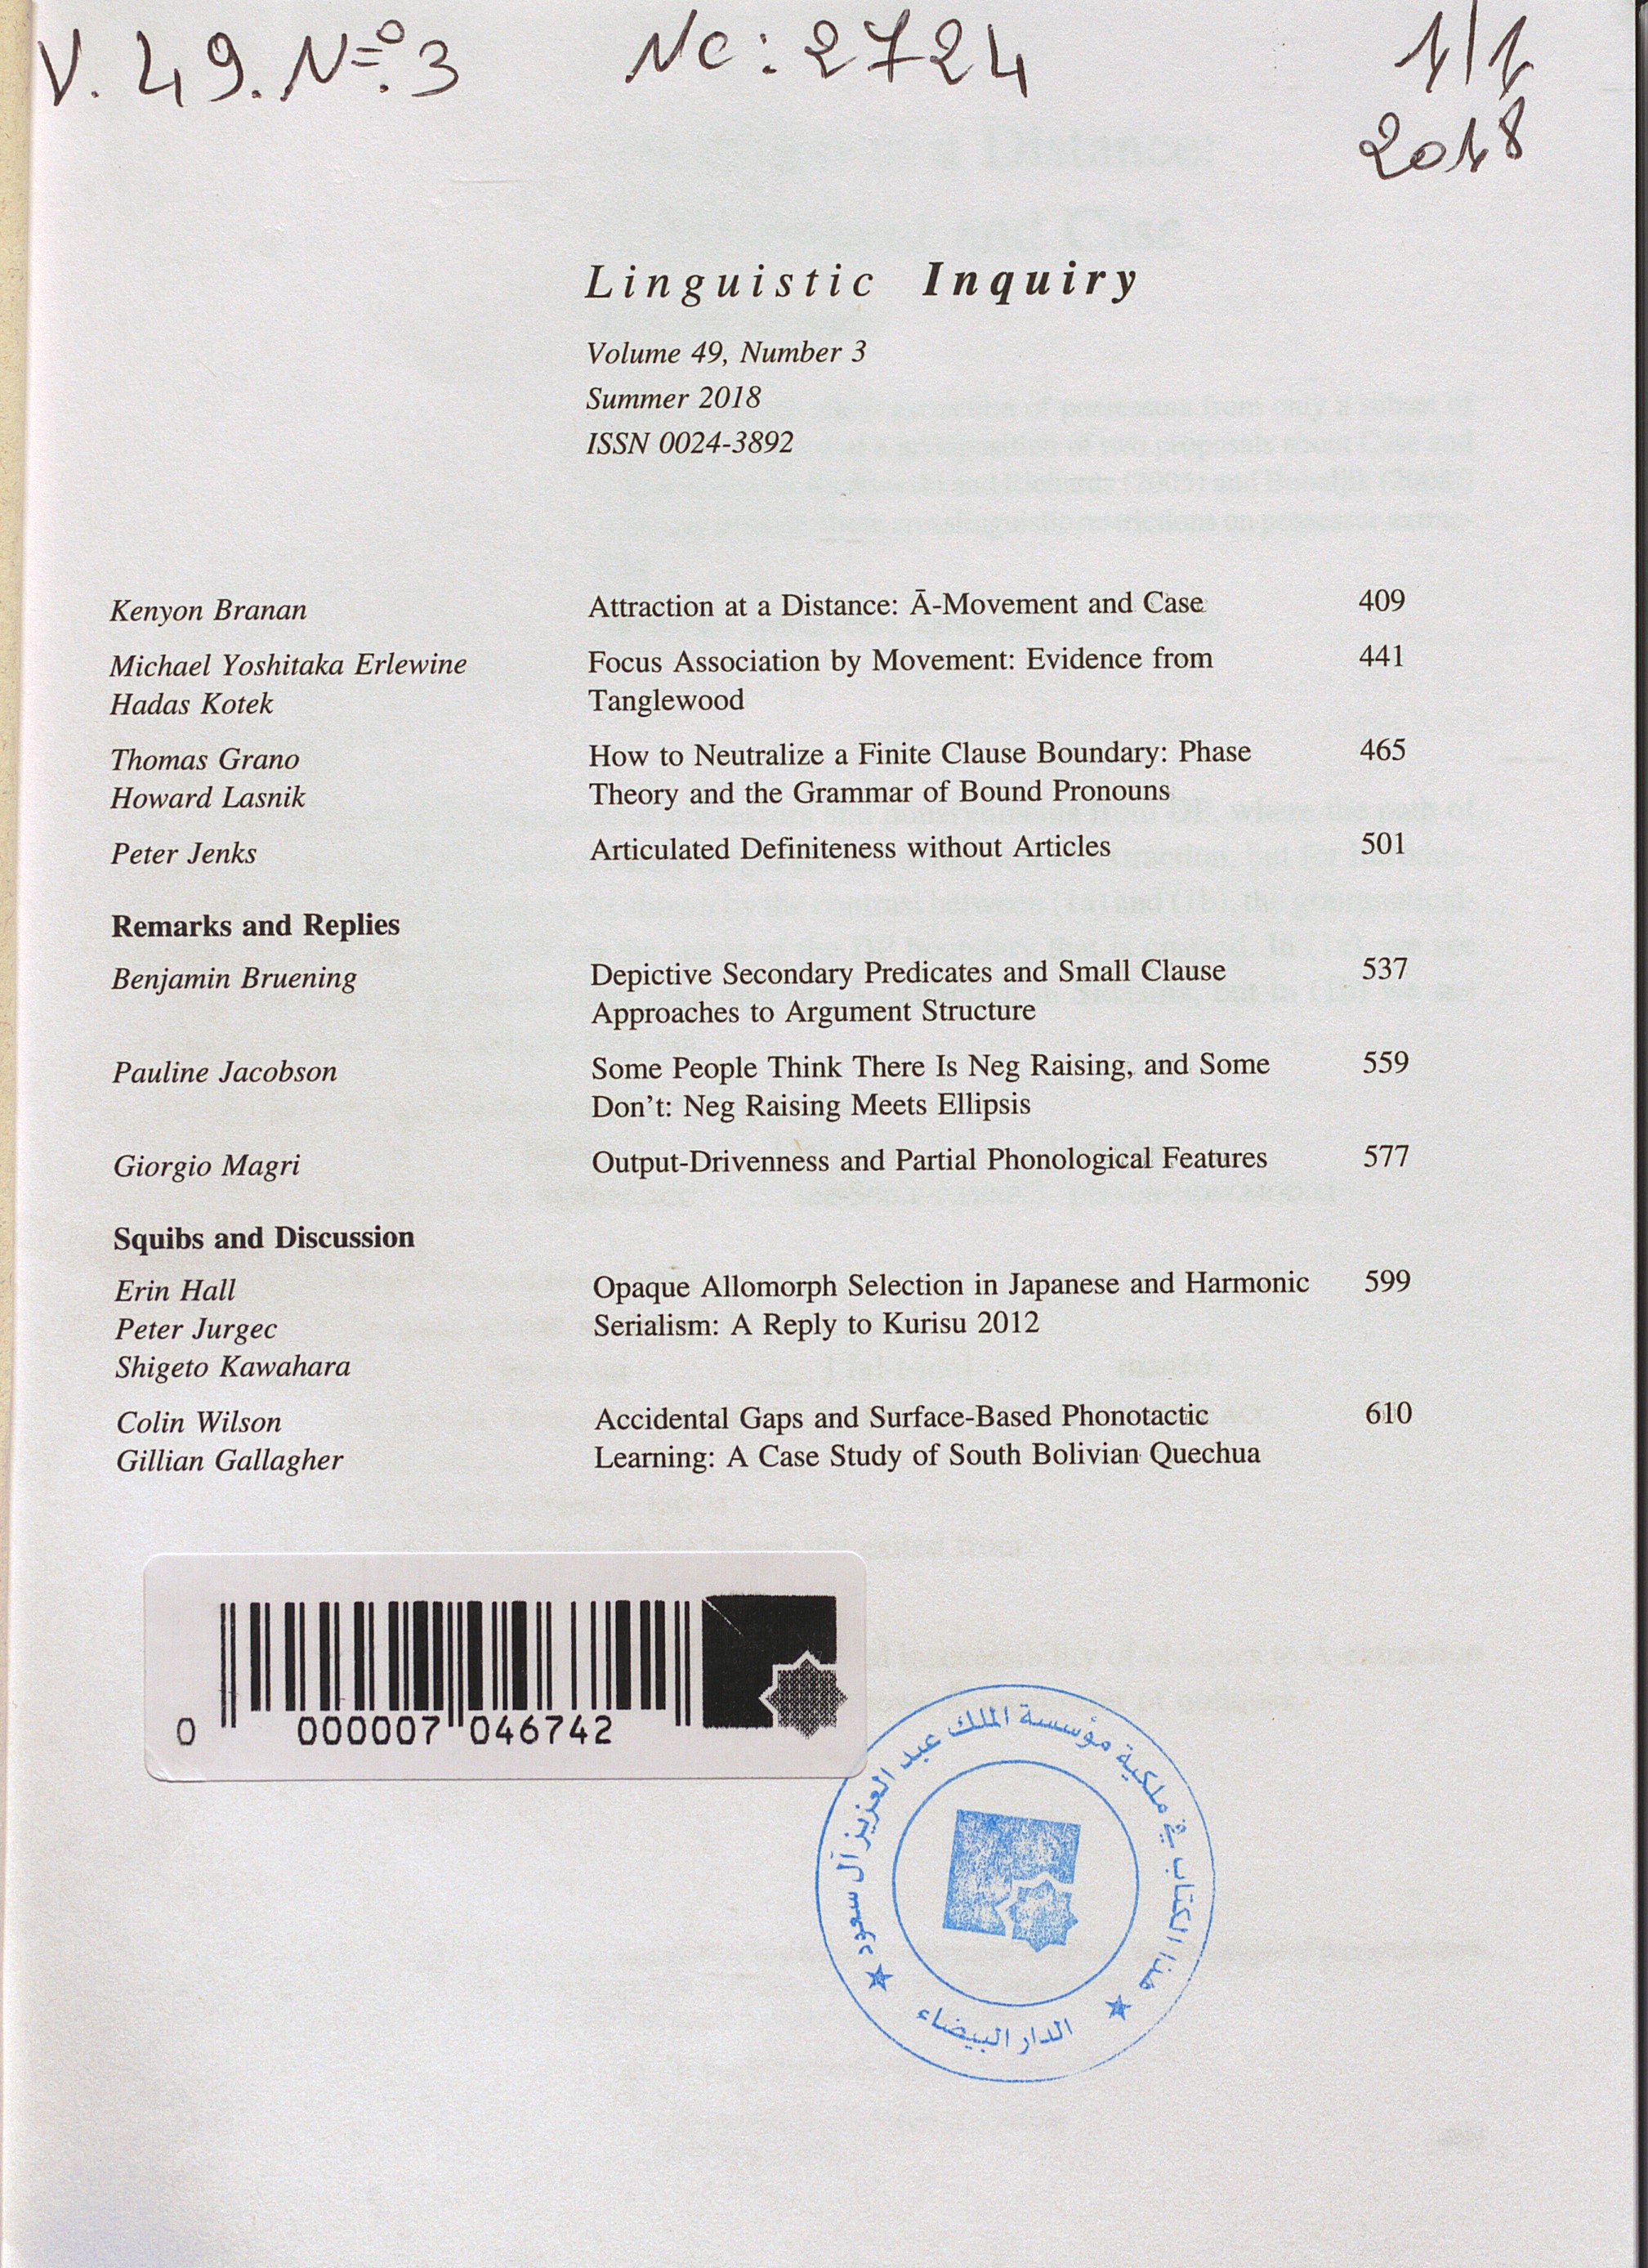 V. 49. N=º. 3
Nc: 2724
1/1
2018
Linguistic Inquiry
Volume 49, Number 3
Summer 2018
ISSN 0024-3892
Kenyon Branan Attraction at a Distance: Ā-Movement and Case 409
Michael Yoshitaka Erlewine Focus Association by Movement: Evidence from 441
Hadas Kotek Tanglewood
Thomas Grano How to Neutralize a Finite Clause Boundary: Phase 465
Howard Lasnik Theory and the Grammar of Bound Pronouns
Peter Jenks Articulated Definiteness without Articles 501
Remarks and Replies
Benjamin Bruening Depictive Secondary Predicates and Small Clause 537
Approaches to Argument Structure
Pauline Jacobson Some People Think There Is Neg Raising, and Some 559
Don't: Neg Raising Meets Ellipsis
Giorgio Magri Output-Drivenness and Partial Phonological Features 577
Squibs and Discussion
Erin Hall Opaque Allomorph Selection in Japanese and Harmonic 599
Peter Jurgec Serialism: A Reply to Kurisu 2012
Shigeto Kawahara
Colin Wilson Accidental Gaps and Surface-Based Phonotactic 610
Gillian Gallagher Learning: A Case Study of South Bolivian Quechua
0 000007 046742
هذا الكتاب في ملكية مؤسسة الملك عبد العزيز آل سعود
الدار البيضاء